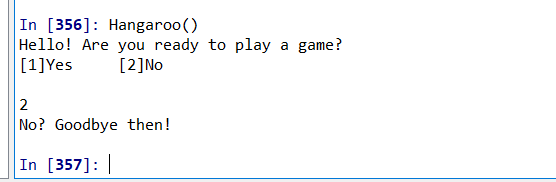 In [356]: Hangaroo()
Hello! Are you ready to play a game?
[1]Yes     [2]No
2
No? Goodbye then!
In [357]: